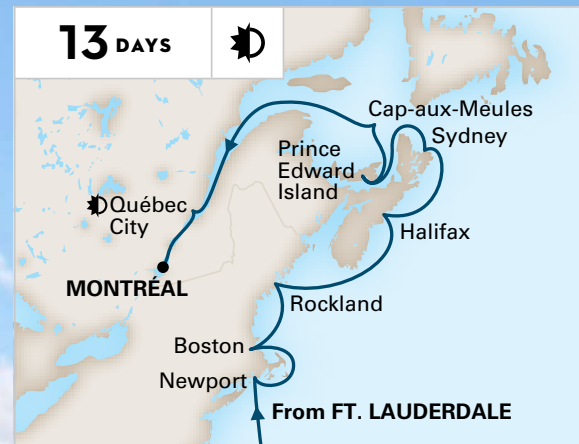 13 DAYS
Cap-aux-Meules
Sydney
Prince
Edward
Island
Québec
City
Halifax
MONTRÉAL
Rockland
Boston
Newport
From FT. LAUDERDALE